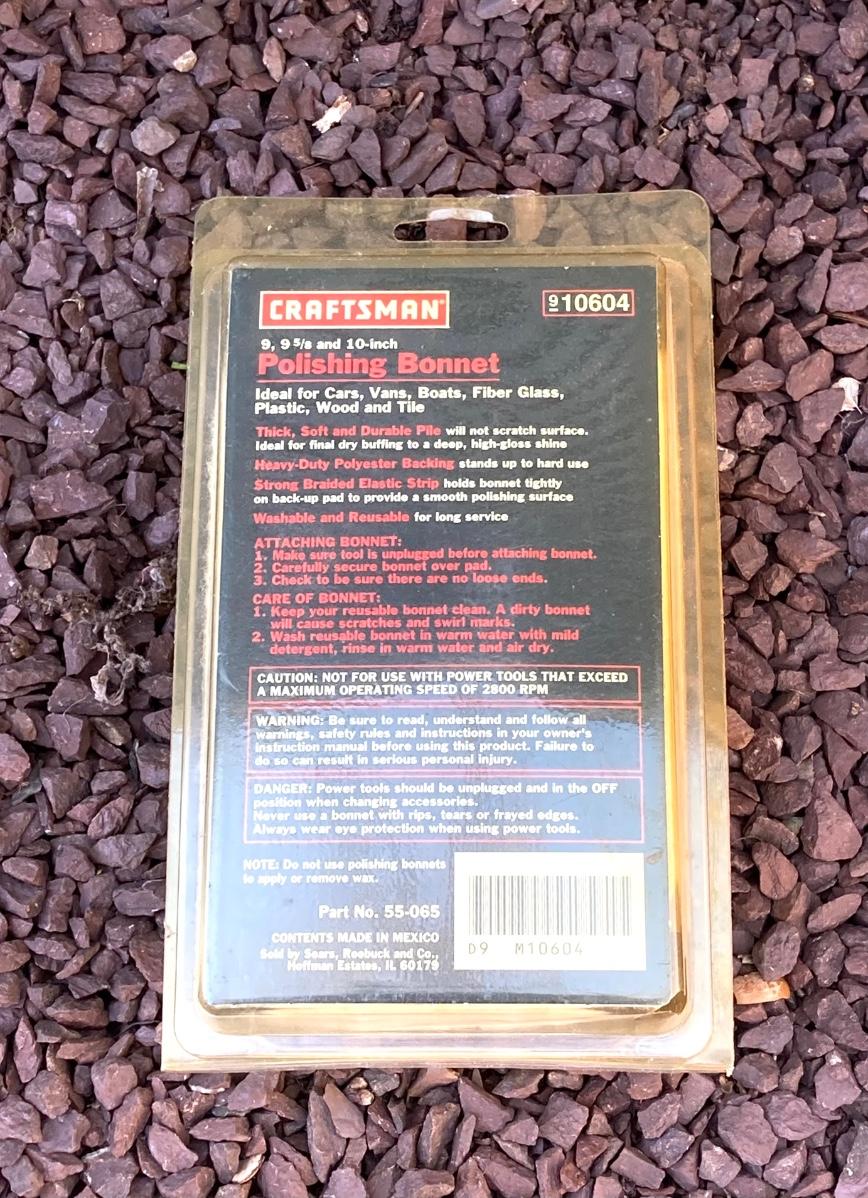 CRAFTSMAN®
9 10604
9, 9 5/8 and 10-inch
Polishing Bonnet
Ideal for Cars, Vans, Boats, Fiber Glass,
Plastic, Wood and Tile
Thick, Soft and Durable Pile will not scratch surface.
Ideal for final dry buffing to a deep, high-gloss shine
Heavy-Duty Polyester Backing stands up to hard use
Strong Braided Elastic Strip holds bonnet tightly
on back-up pad to provide a smooth polishing surface
Washable and Reusable for long service
ATTACHING BONNET:
1. Make sure tool is unplugged before attaching bonnet.
2. Carefully secure bonnet over pad.
3. Check to be sure there are no loose ends.
CARE OF BONNET:
1. Keep your reusable bonnet clean. A dirty bonnet
will cause scratches and swirl marks.
2. Wash reusable bonnet in warm water with mild
detergent, rinse in warm water and air dry.
CAUTION: NOT FOR USE WITH POWER TOOLS THAT EXCEED
A MAXIMUM OPERATING SPEED OF 2800 RPM
WARNING: Be sure to read, understand and follow all
warnings, safety rules and instructions in your owner's
instruction manual before using this product. Failure to
do so can result in serious personal injury.
DANGER: Power tools should be unplugged and in the OFF
position when changing accessories.
Never use a bonnet with rips, tears or frayed edges.
Always wear eye protection when using power tools.
NOTE: Do not use polishing bonnets
to apply or remove wax.
Part No. 55-065
CONTENTS MADE IN MEXICO
Sold by Sears, Roebuck and Co.,
Hoffman Estates, IL 60179
D9 M10604